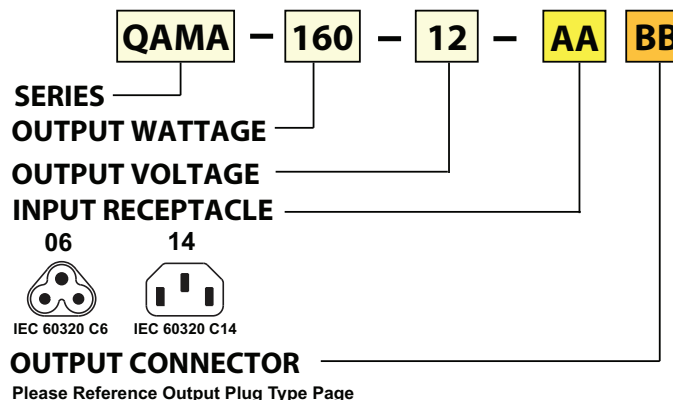 QAMA – 160 – 12 – AA BB
SERIES
OUTPUT WATTAGE
OUTPUT VOLTAGE
INPUT RECEPTACLE
06 14
IEC 60320 C6 IEC 60320 C14
OUTPUT CONNECTOR
Please Reference Output Plug Type Page